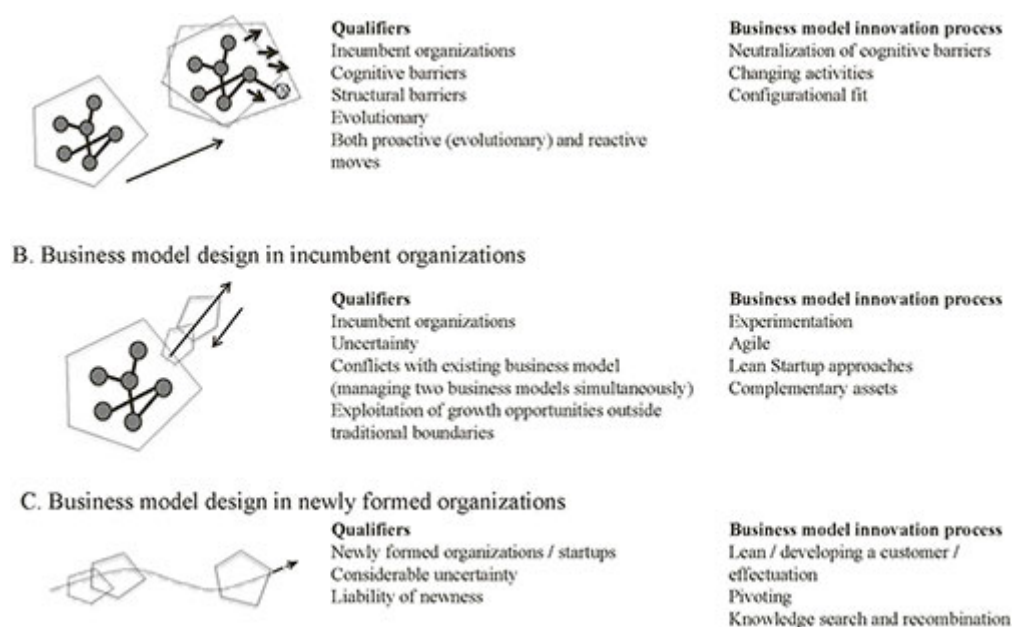 Qualifiers
Incumbent organizations
Cognitive barriers
Structural barriers
Evolutionary
Both proactive (evolutionary) and reactive
moves
Business model innovation process
Neutralization of cognitive barriers
Changing activities
Configurational fit
B. Business model design in incumbent organizations
Qualifiers
Incumbent organizations
Uncertainty
Conflicts with existing business model
(managing two business models simultaneously)
Exploitation of growth opportunities outside
traditional boundaries
Business model innovation process
Experimentation
Agile
Lean Startup approaches
Complementary assets
C. Business model design in newly formed organizations
Qualifiers
Newly formed organizations / startups
Considerable uncertainty
Liability of newness
Business model innovation process
Lean / developing a customer /
effectuation
Pivoting
Knowledge search and recombination